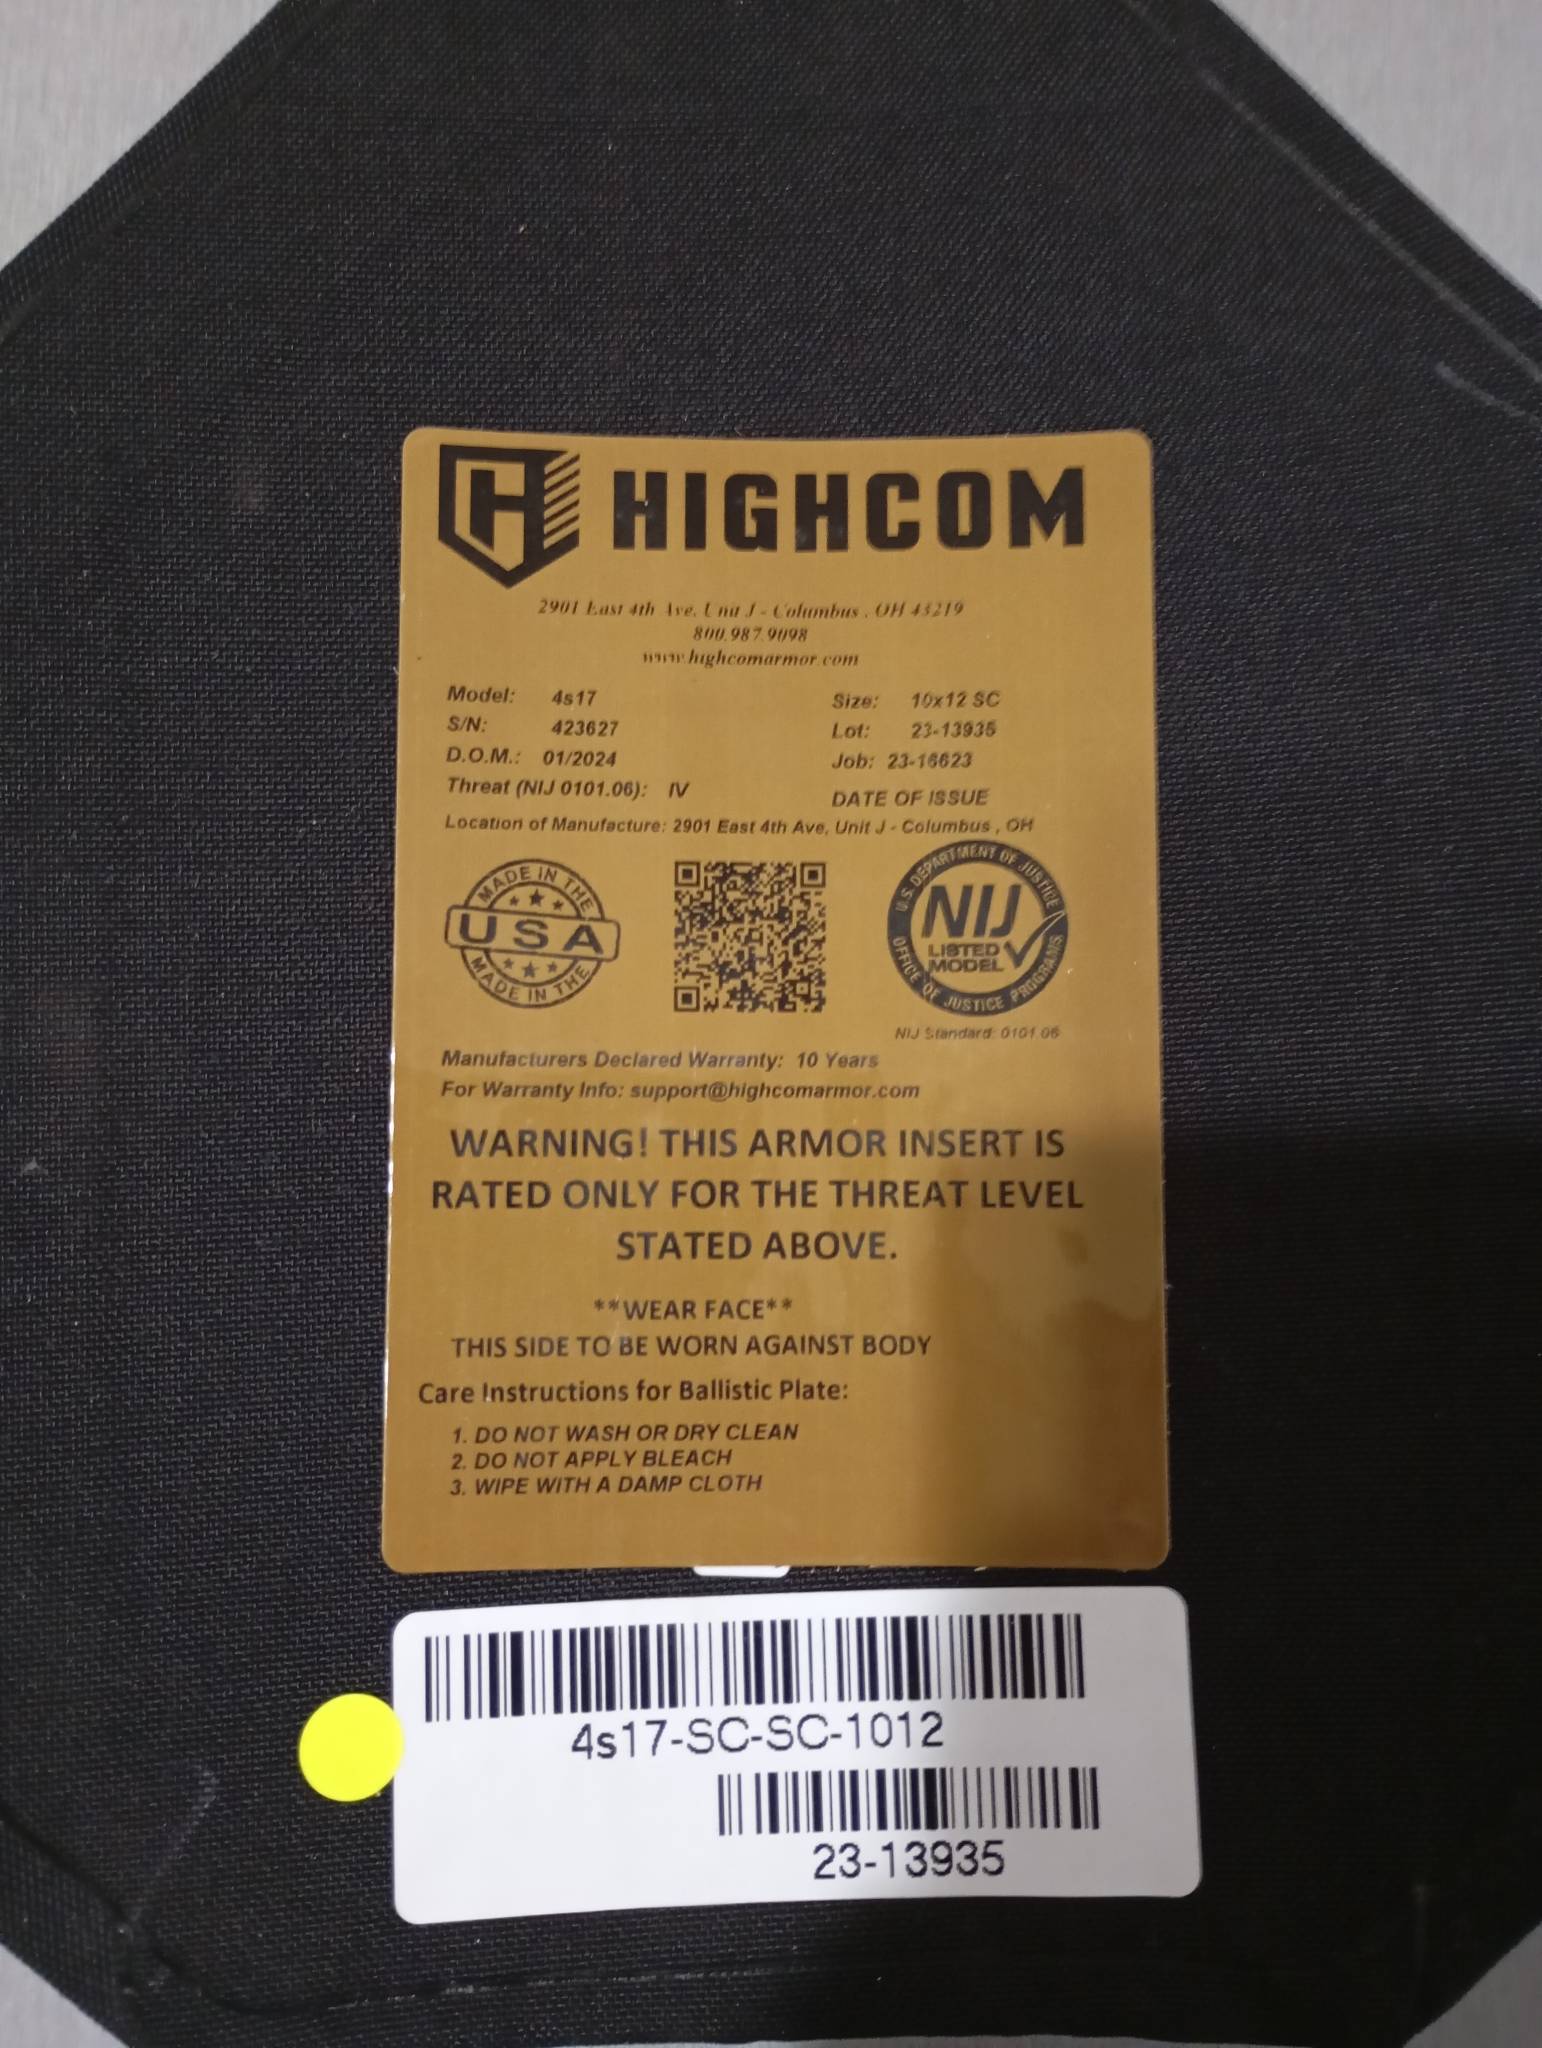 HIGHCOM
2901 East 4th Ave, Unit J - Columbus , OH 43219
800.987.9098
www.highcomarmor.com
Model: 4s17 Size: 10x12 SC
S/N: 423627 Lot: 23-13935
D.O.M.: 01/2024 Job: 23-16623
Threat (NIJ 0101.06): IV DATE OF ISSUE
Location of Manufacture: 2901 East 4th Ave, Unit J - Columbus , OH
MADE IN THE
USA
MADE IN THE
U.S. DEPARTMENT OF JUSTICE
NIJ
LISTED
MODEL
OFFICE OF JUSTICE PROGRAMS
NIJ Standard: 0101.06
Manufacturers Declared Warranty: 10 Years
For Warranty Info: support@highcomarmor.com
WARNING! THIS ARMOR INSERT IS
RATED ONLY FOR THE THREAT LEVEL
STATED ABOVE.
**WEAR FACE**
THIS SIDE TO BE WORN AGAINST BODY
Care Instructions for Ballistic Plate:
1. DO NOT WASH OR DRY CLEAN
2. DO NOT APPLY BLEACH
3. WIPE WITH A DAMP CLOTH
4s17-SC-SC-1012
23-13935